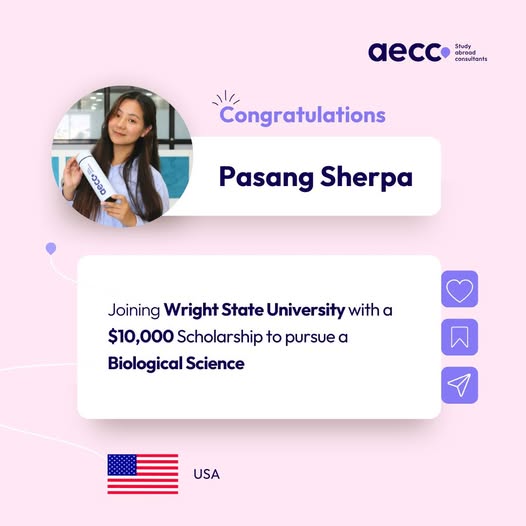 aecc
Study
abroad
consultants
Congratulations
Pasang Sherpa
aecc
Joining Wright State University with a
$10,000 Scholarship to pursue a
Biological Science
USA